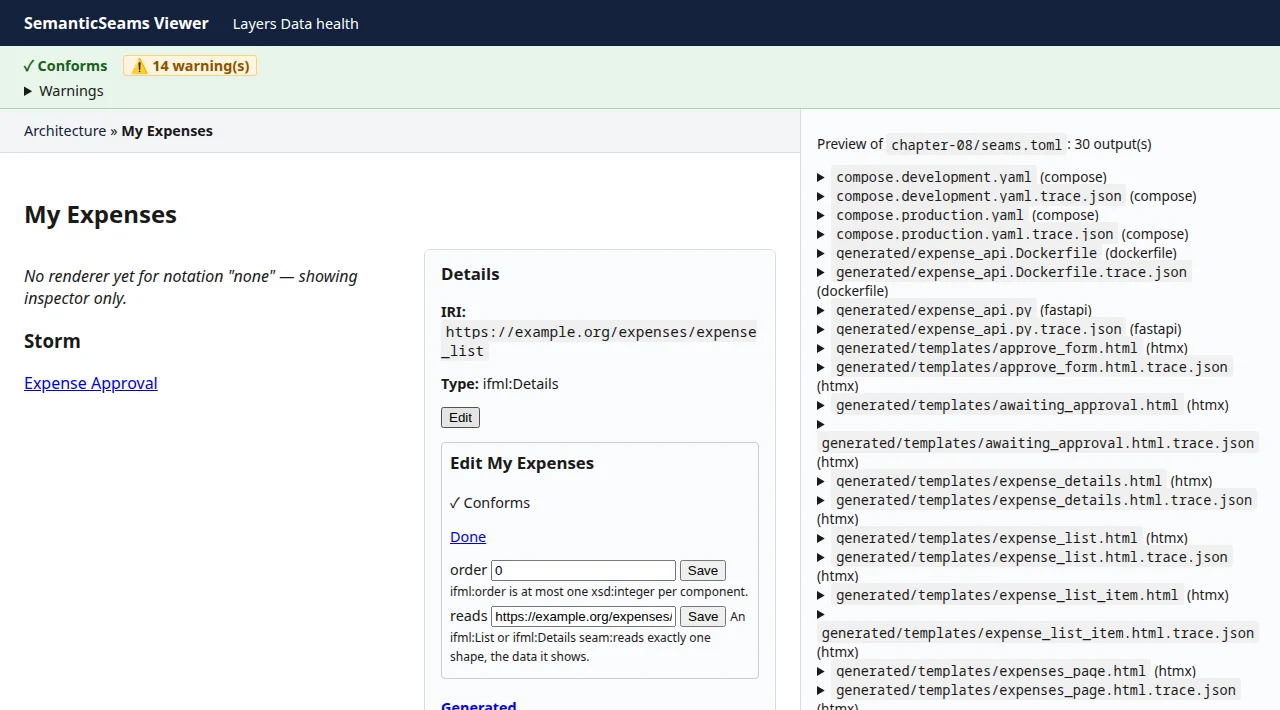 SemanticSeams Viewer Layers Data health
✓ Conforms ⚠️ 14 warning(s)
▶ Warnings
Architecture » My Expenses
My Expenses
No renderer yet for notation "none" — showing
inspector only.
Storm
Expense Approval
Details
IRI:
https://example.org/expenses/expense
_list
Type: ifml:Details
Edit
Edit My Expenses
✓ Conforms
Done
order 0 Save
ifml:order is at most one xsd:integer per component.
reads https://example.org/expenses/ Save An
ifml:List or ifml:Details seam:reads exactly one
shape, the data it shows.
Generated
Preview of chapter-08/seams.toml: 30 output(s)
▶ compose.development.yaml (compose)
▶ compose.development.yaml.trace.json (compose)
▶ compose.production.yaml (compose)
▶ compose.production.yaml.trace.json (compose)
▶ generated/expense_api.Dockerfile (dockerfile)
▶ generated/expense_api.Dockerfile.trace.json
(dockerfile)
▶ generated/expense_api.py (fastapi)
▶ generated/expense_api.py.trace.json (fastapi)
▶ generated/templates/approve_form.html (htmx)
▶ generated/templates/approve_form.html.trace.json
(htmx)
▶ generated/templates/awaiting_approval.html (htmx)
▶
generated/templates/awaiting_approval.html.trace.json
(htmx)
▶ generated/templates/expense_details.html (htmx)
▶ generated/templates/expense_details.html.trace.json
(htmx)
▶ generated/templates/expense_list.html (htmx)
▶ generated/templates/expense_list.html.trace.json
(htmx)
▶ generated/templates/expense_list_item.html (htmx)
▶
generated/templates/expense_list_item.html.trace.json
(htmx)
▶ generated/templates/expenses_page.html (htmx)
▶ generated/templates/expenses_page.html.trace.json
(htmx)